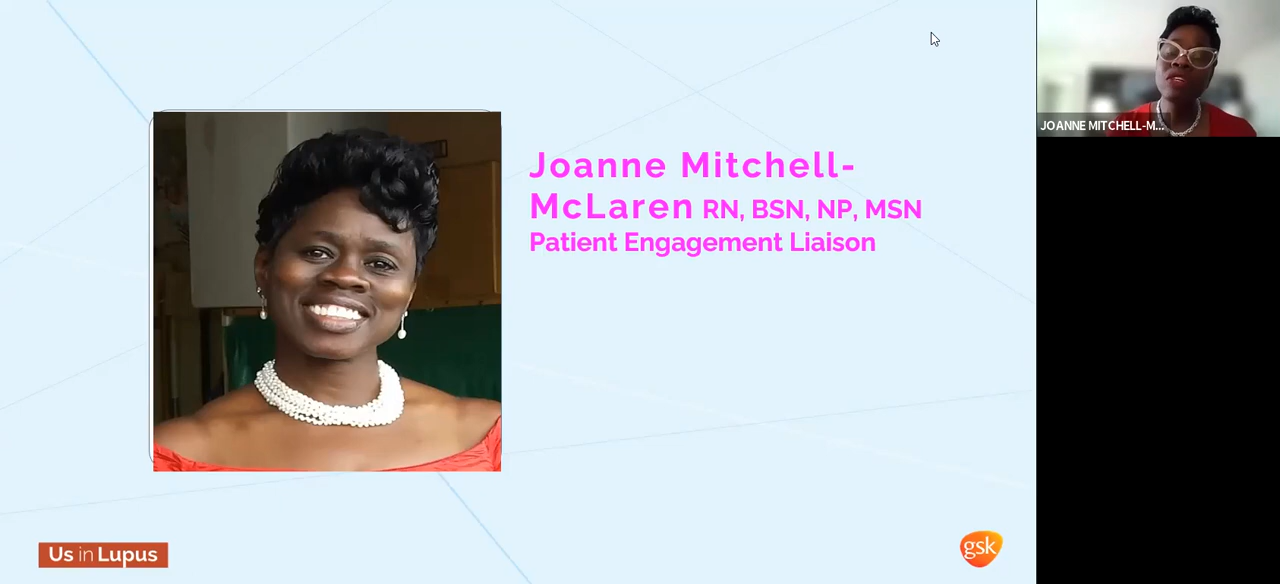 Joanne Mitchell-
McLaren RN, BSN, NP, MSN
Patient Engagement Liaison
JOANNE MITCHELL-M...
Us in Lupus
gsk